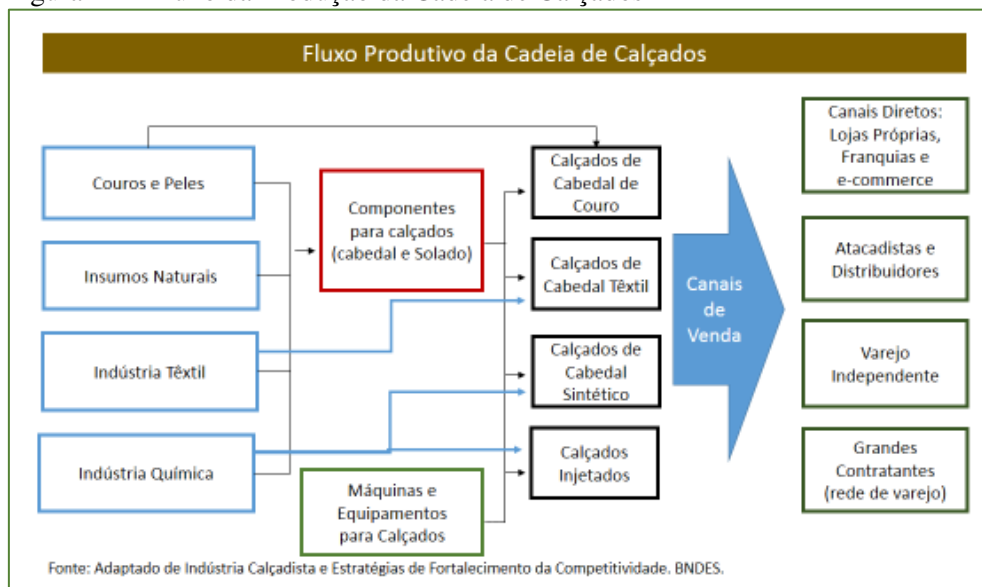 Fluxo Produtivo da Cadeia de Calçados
Couros e Peles
Insumos Naturais
Indústria Têxtil
Indústria Química
Componentes
para calçados
(cabedal e Solado)
Máquinas e
Equipamentos
para Calçados
Calçados de
Cabedal de
Couro
Calçados de
Cabedal Têxtil
Calçados de
Cabedal
Sintético
Calçados
Injetados
Canais
de
Venda
Canais Diretos:
Lojas Próprias,
Franquias e
e-commerce
Atacadistas e
Distribuidores
Varejo
Independente
Grandes
Contratantes
(rede de varejo)
Fonte: Adaptado de Indústria Calçadista e Estratégias de Fortalecimento da Competitividade. BNDES.